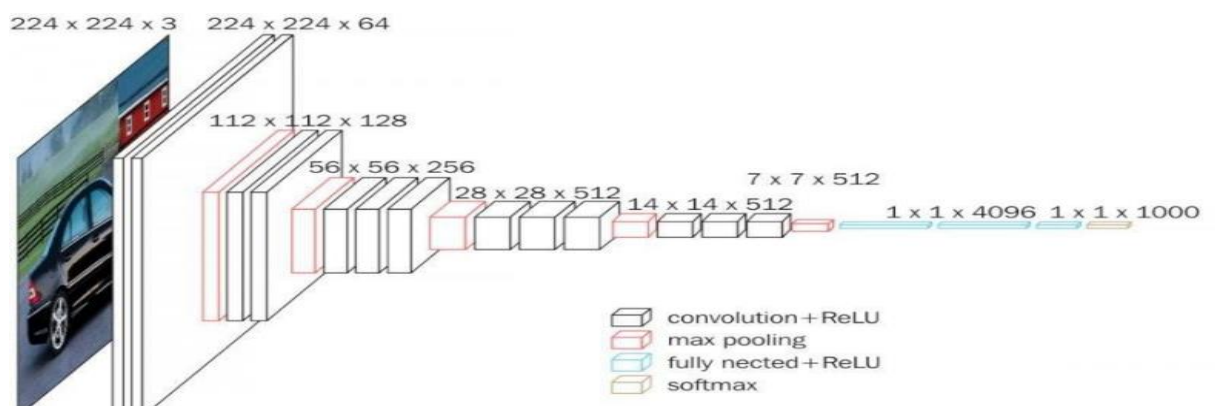 224 x 224 x 3
224 x 224 x 64
112 x 112 x 128
56 x 56 x 256
28 x 28 x 512
14 x 14 x 512
7 x 7 x 512
1 x 1 x 4096
1 x 1 x 1000
convolution+ReLU
max pooling
fully nected+ReLU
softmax